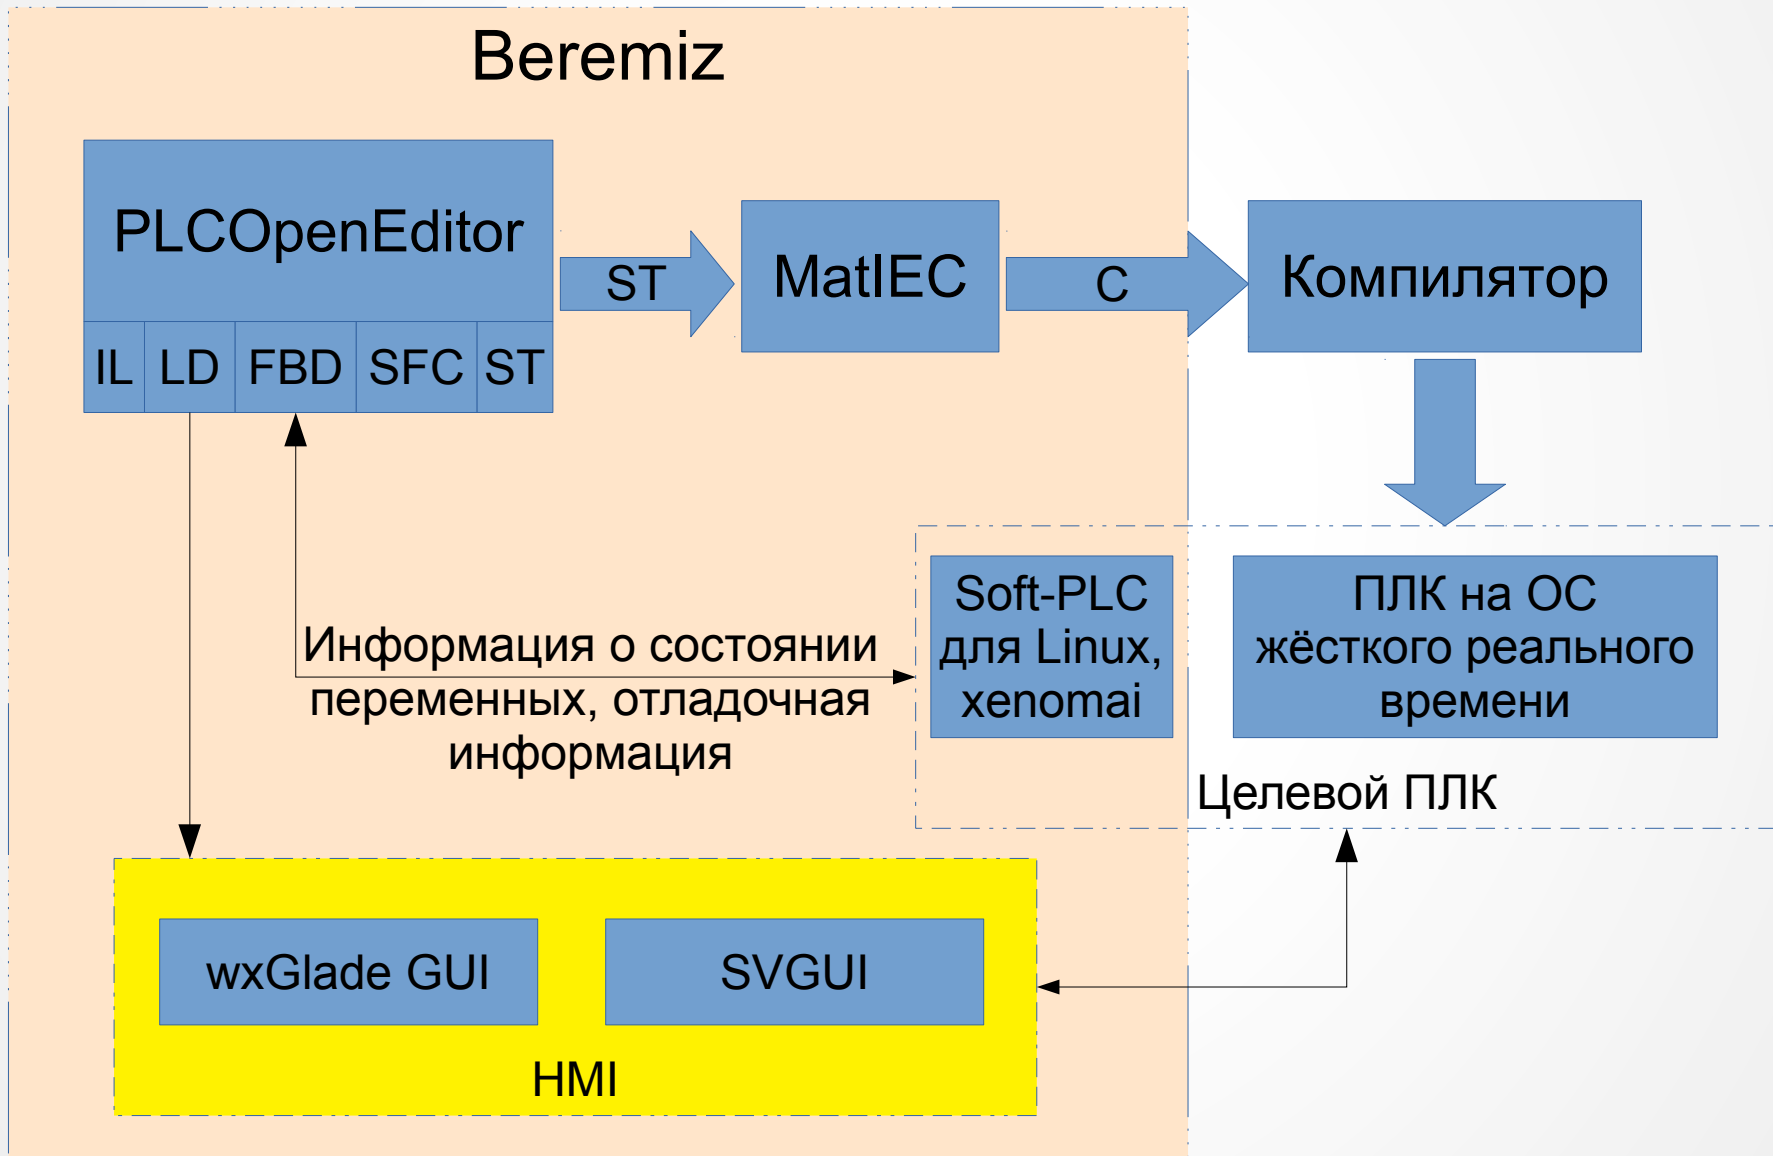 Beremiz
PLCOpenEditor
IL LD FBD SFC ST
ST
MatIEC
C
Компилятор
Soft-PLC
для Linux,
xenomai
ПЛК на ОС
жёсткого реального
времени
Информация о состоянии
переменных, отладочная
информация
Целевой ПЛК
wxGlade GUI
SVGUI
HMI